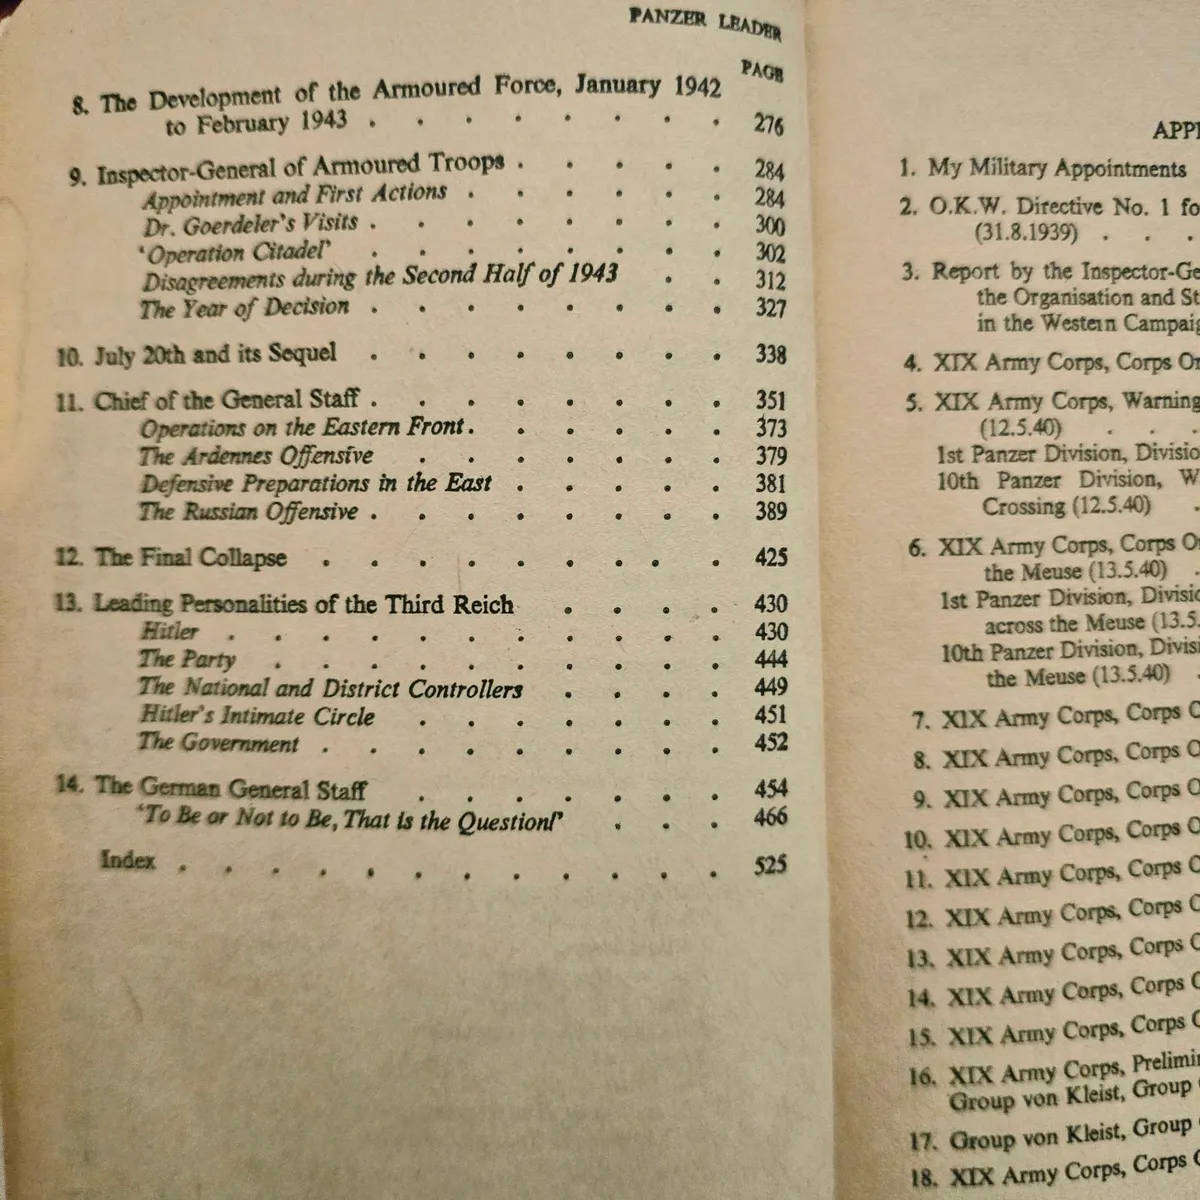 PANZER LEADER
PAGE
8. The Development of the Armoured Force, January 1942
to February 1943 . . . . . . . . 276
9. Inspector-General of Armoured Troops . . . . . 284
Appointment and First Actions . . . . . . 284
Dr. Goerdeler's Visits . . . . . . . . 300
'Operation Citadel' . . . . . . . . 302
Disagreements during the Second Half of 1943 . . 312
The Year of Decision . . . . . . . . 327
10. July 20th and its Sequel . . . . . . . . 338
11. Chief of the General Staff . . . . . . . . 351
Operations on the Eastern Front . . . . . . 373
The Ardennes Offensive . . . . . . . 379
Defensive Preparations in the East . . . . . 381
The Russian Offensive . . . . . . . . 389
12. The Final Collapse . . . . . . . . . 425
13. Leading Personalities of the Third Reich . . . . 430
Hitler . . . . . . . . . . . 430
The Party . . . . . . . . . . 444
The National and District Controllers . . . . 449
Hitler's Intimate Circle . . . . . . . 451
The Government . . . . . . . . . 452
14. The German General Staff . . . . . . . 454
'To Be or Not to Be, That is the Question!' . . . 466
Index . . . . . . . . . . . . 525
APPE
1. My Military Appointments
2. O.K.W. Directive No. 1 fo
(31.8.1939) . . .
3. Report by the Inspector-Ge
the Organisation and St
in the Western Campaig
4. XIX Army Corps, Corps Or
5. XIX Army Corps, Warning
(12.5.40) . . .
1st Panzer Division, Divisio
10th Panzer Division, W
Crossing (12.5.40) .
6. XIX Army Corps, Corps O
the Meuse (13.5.40) .
1st Panzer Division, Divisio
across the Meuse (13.5.
10th Panzer Division, Divisi
the Meuse (13.5.40) .
7. XIX Army Corps, Corps O
8. XIX Army Corps, Corps O
9. XIX Army Corps, Corps O
10. XIX Army Corps, Corps O
11. XIX Army Corps, Corps O
12. XIX Army Corps, Corps O
13. XIX Army Corps, Corps O
14. XIX Army Corps, Corps O
15. XIX Army Corps, Corps O
16. XIX Army Corps, Prelimin
Group von Kleist, Group
17. Group von Kleist, Group
18. XIX Army Corps, Corps O